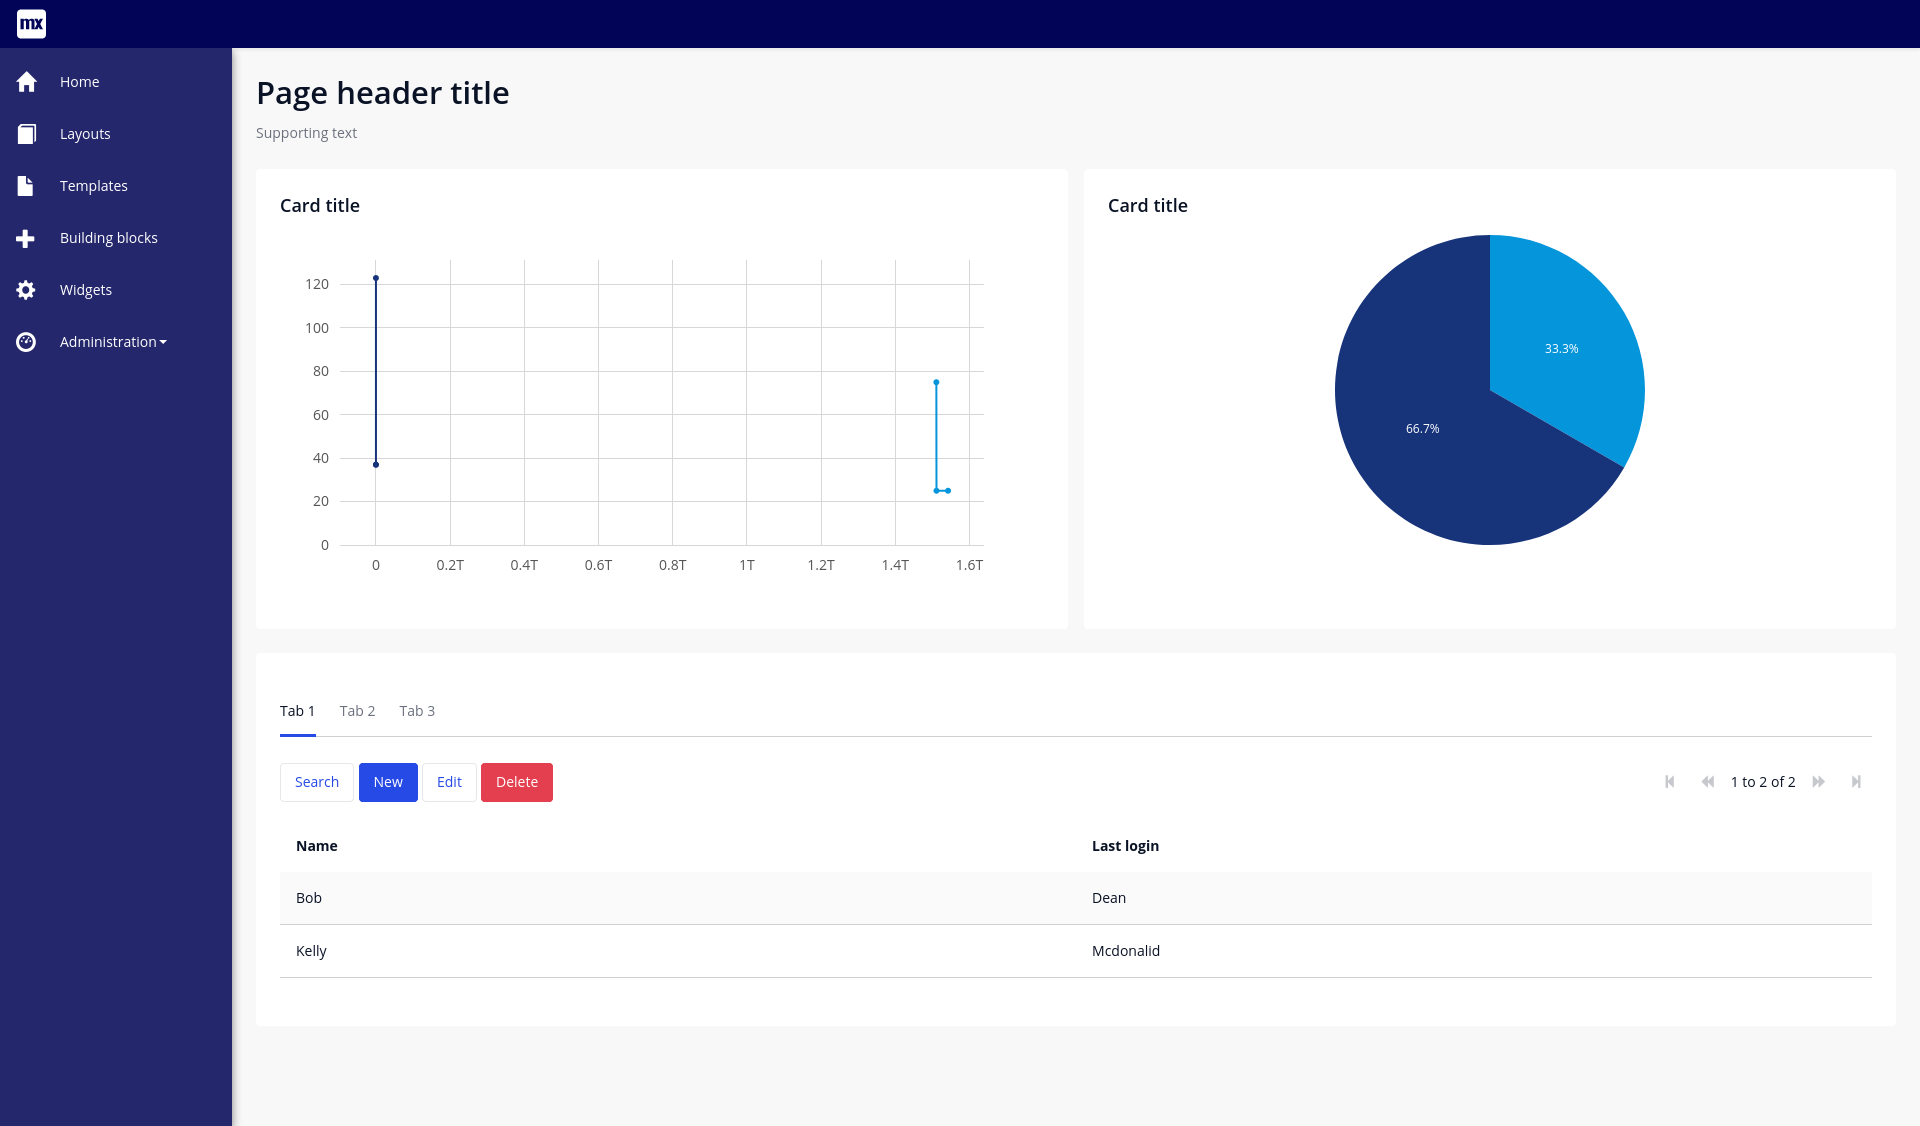 mx
Home
Layouts
Templates
Building blocks
Widgets
Administration
Page header title
Supporting text
Card title
120
100
80
60
40
20
0
0 0.2T 0.4T 0.6T 0.8T 1T 1.2T 1.4T 1.6T
Card title
33.3%
66.7%
Tab 1 Tab 2 Tab 3
Search New Edit Delete 1 to 2 of 2
Name Last login
Bob Dean
Kelly Mcdonalid